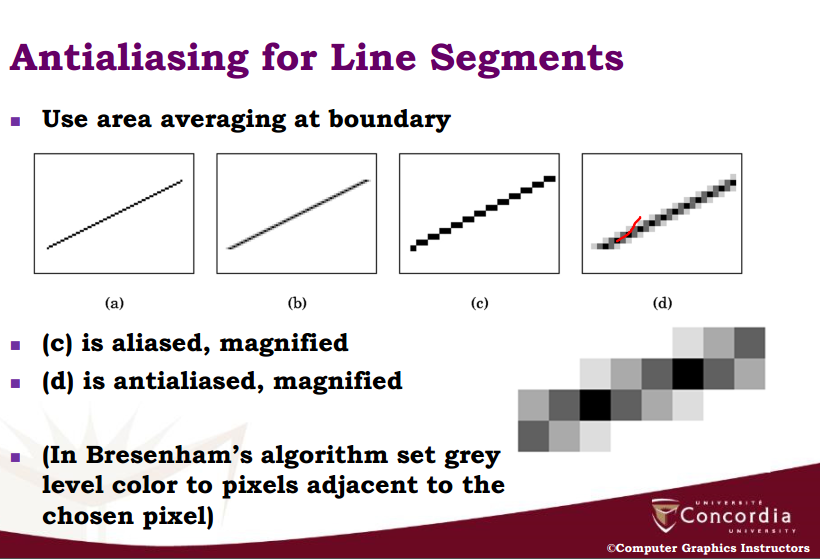 Antialiasing for Line Segments
Use area averaging at boundary
(a) (b) (c) (d)
(c) is aliased, magnified
(d) is antialiased, magnified
(In Bresenham’s algorithm set grey
level color to pixels adjacent to the
chosen pixel)
UNIVERSITÉ
Concordia
UNIVERSITY
©Computer Graphics Instructors